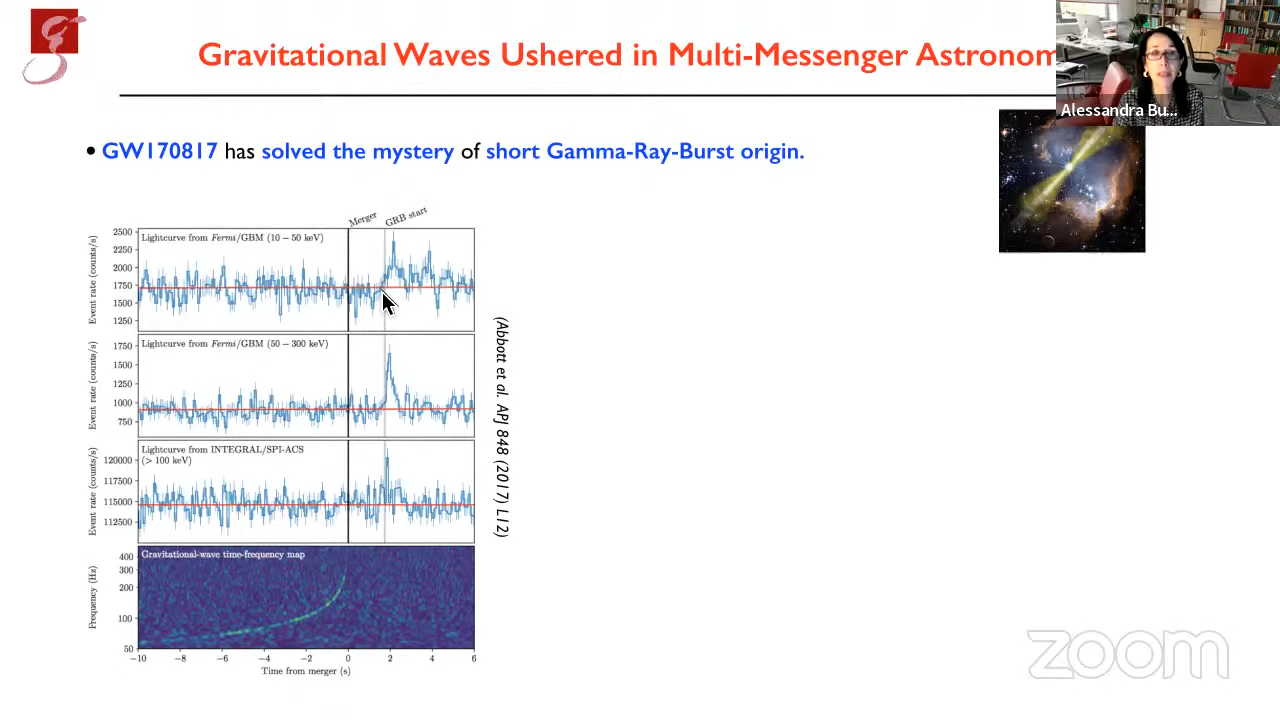 Gravitational Waves Ushered in Multi-Messenger Astronom
Alessandra Bu...
• GW170817 has solved the mystery of short Gamma-Ray-Burst origin.
Merger
GRB start
Lightcurve from Fermi/GBM (10 − 50 keV)
Event rate (counts/s)
2500
2250
2000
1750
1500
1250
Lightcurve from Fermi/GBM (50 − 300 keV)
Event rate (counts/s)
1750
1500
1250
1000
750
Lightcurve from INTEGRAL/SPI-ACS
(> 100 keV)
Event rate (counts/s)
120000
117500
115000
112500
Gravitational-wave time-frequency map
Frequency (Hz)
400
300
200
100
50
−10 −8 −6 −4 −2 0 2 4 6
Time from merger (s)
(Abbott et al. APJ 848 (2017) L12)
zoom